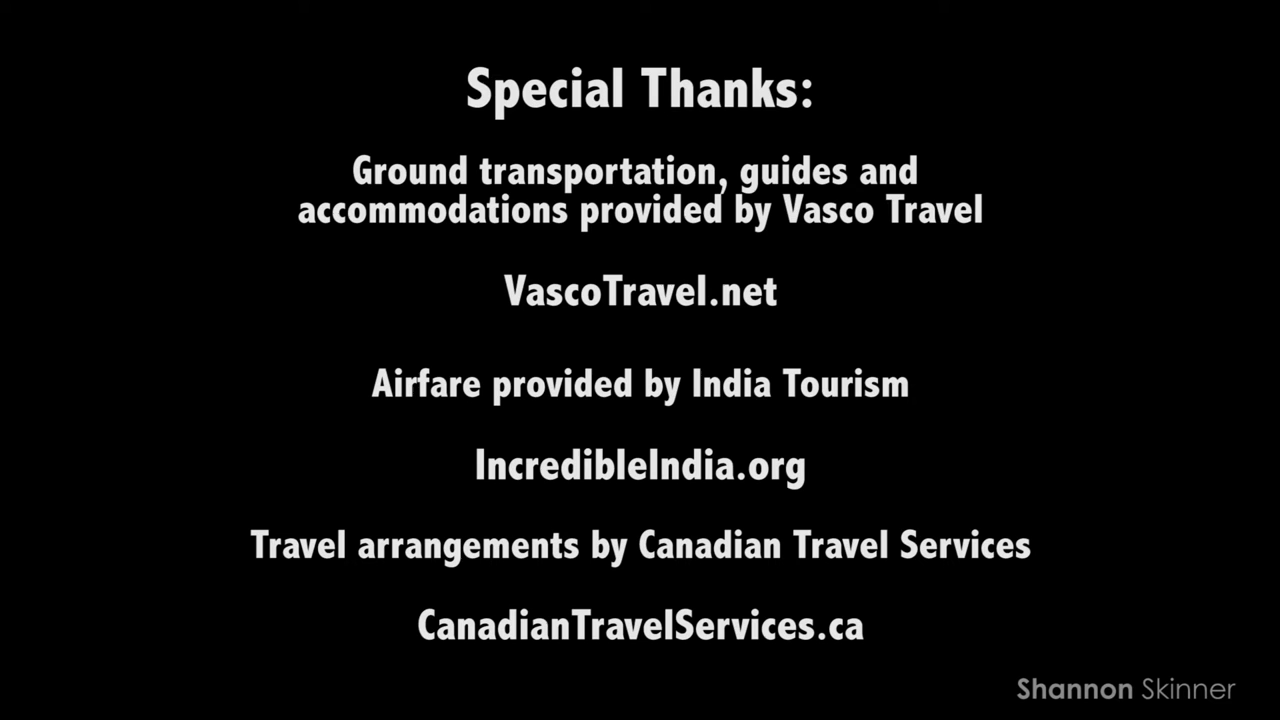 Special Thanks:
Ground transportation, guides and
accommodations provided by Vasco Travel
VascoTravel.net
Airfare provided by India Tourism
IncredibleIndia.org
Travel arrangements by Canadian Travel Services
CanadianTravelServices.ca
Shannon Skinner